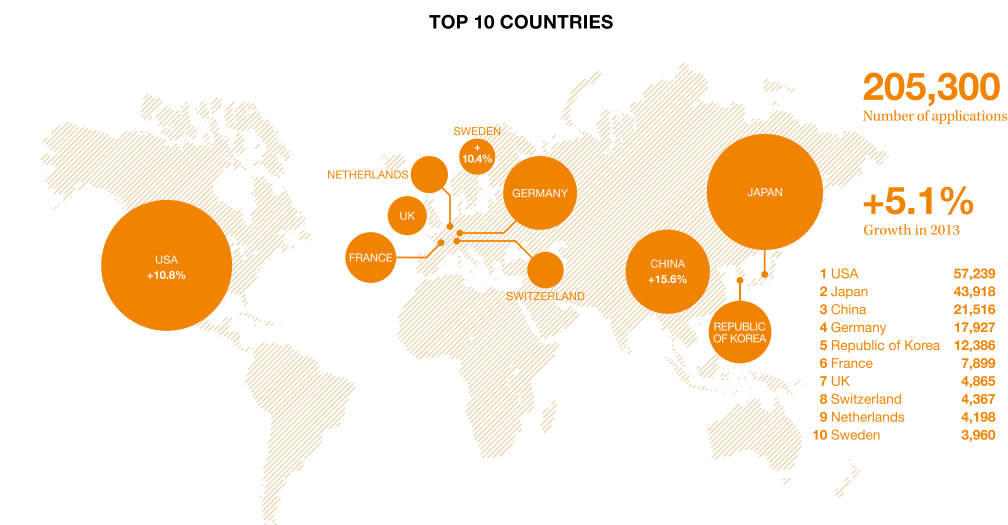 TOP 10 COUNTRIES
205,300
Number of applications
+5.1%
Growth in 2013
SWEDEN
+
10.4%
NETHERLANDS
GERMANY
UK
FRANCE
SWITZERLAND
USA
+10.8%
JAPAN
CHINA
+15.6%
REPUBLIC
OF KOREA
1 USA 57,239
2 Japan 43,918
3 China 21,516
4 Germany 17,927
5 Republic of Korea 12,386
6 France 7,899
7 UK 4,865
8 Switzerland 4,367
9 Netherlands 4,198
10 Sweden 3,960